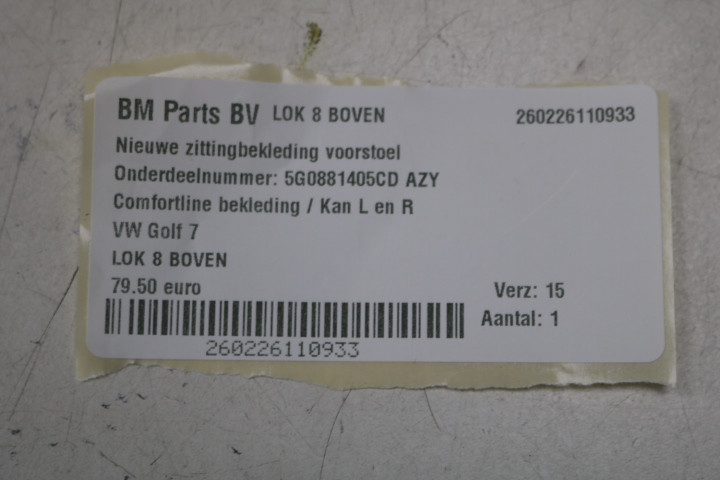 BM Parts BV LOK 8 BOVEN 260226110933
Nieuwe zittingbekleding voorstoel
Onderdeelnummer: 5G0881405CD AZY
Comfortline bekleding / Kan L en R
VW Golf 7
LOK 8 BOVEN
79.50 euro Verz: 15
Aantal: 1
260226110933